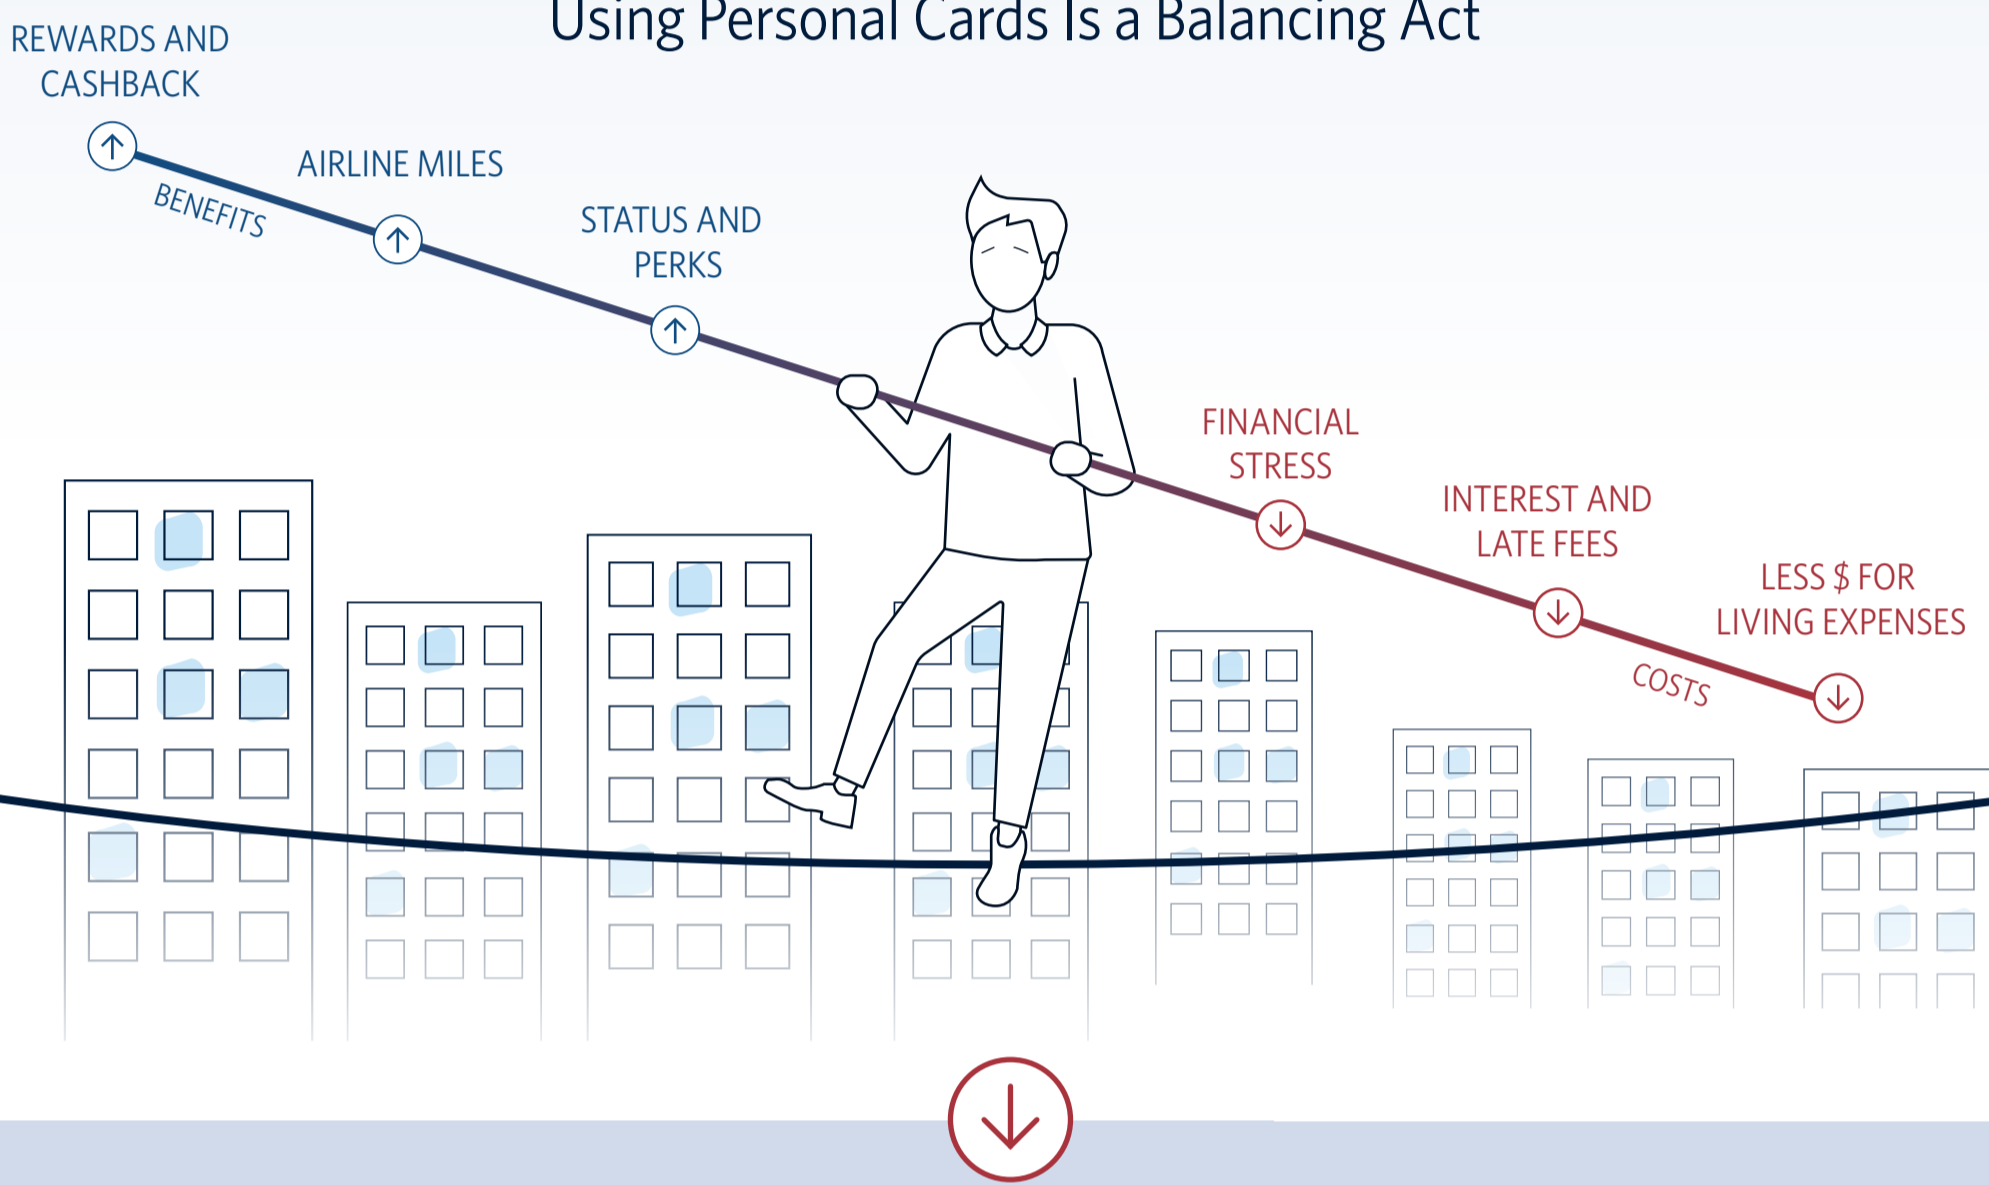 Using Personal Cards Is a Balancing Act
REWARDS AND
CASHBACK
BENEFITS
AIRLINE MILES
STATUS AND
PERKS
FINANCIAL
STRESS
INTEREST AND
LATE FEES
LESS $ FOR
LIVING EXPENSES
COSTS